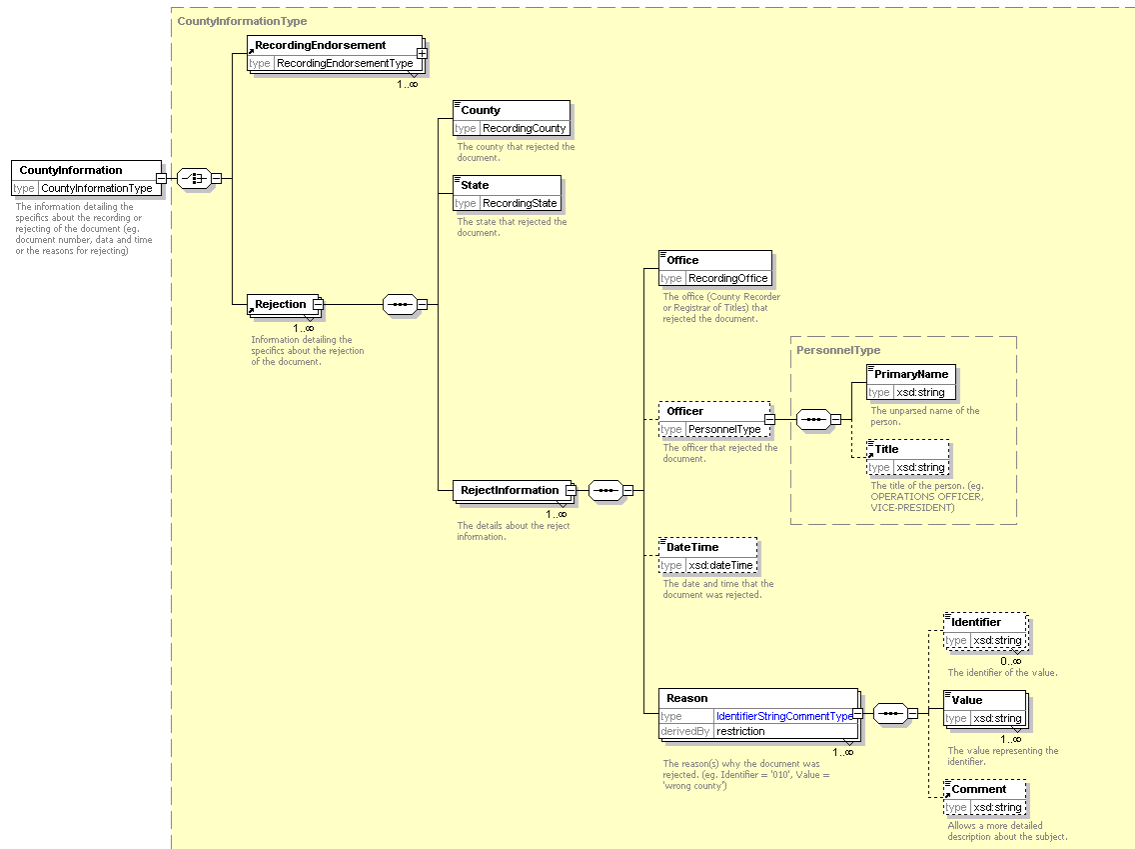 CountyInformationType
RecordingEndorsement
type RecordingEndorsementType
1..∞
County
type RecordingCounty
The county that rejected the
document.
CountyInformation
type CountyInformationType
The information detailing the
specifics about the recording or
rejecting of the document (eg.
document number, data and time
or the reasons for rejecting)
State
type RecordingState
The state that rejected the
document.
Rejection
1..∞
Information detailing the
specifics about the rejection
of the document.
Office
type RecordingOffice
The office (County Recorder
or Registrar of Titles) that
rejected the document.
PersonnelType
PrimaryName
type xsd:string
The unparsed name of the
person.
Officer
type PersonnelType
The officer that rejected the
document.
Title
type xsd:string
The title of the person. (eg.
OPERATIONS OFFICER,
VICE-PRESIDENT)
RejectInformation
1..∞
The details about the reject
information.
DateTime
type xsd:dateTime
The date and time that the
document was rejected.
Identifier
type xsd:string
0..∞
The identifier of the value.
Reason
type IdentifierStringCommentType
derivedBy restriction
1..∞
The reason(s) why the document was
rejected. (eg. Identifier = '010', Value =
'wrong county')
Value
type xsd:string
1..∞
The value representing the
identifier.
Comment
type xsd:string
Allows a more detailed
description about the subject.